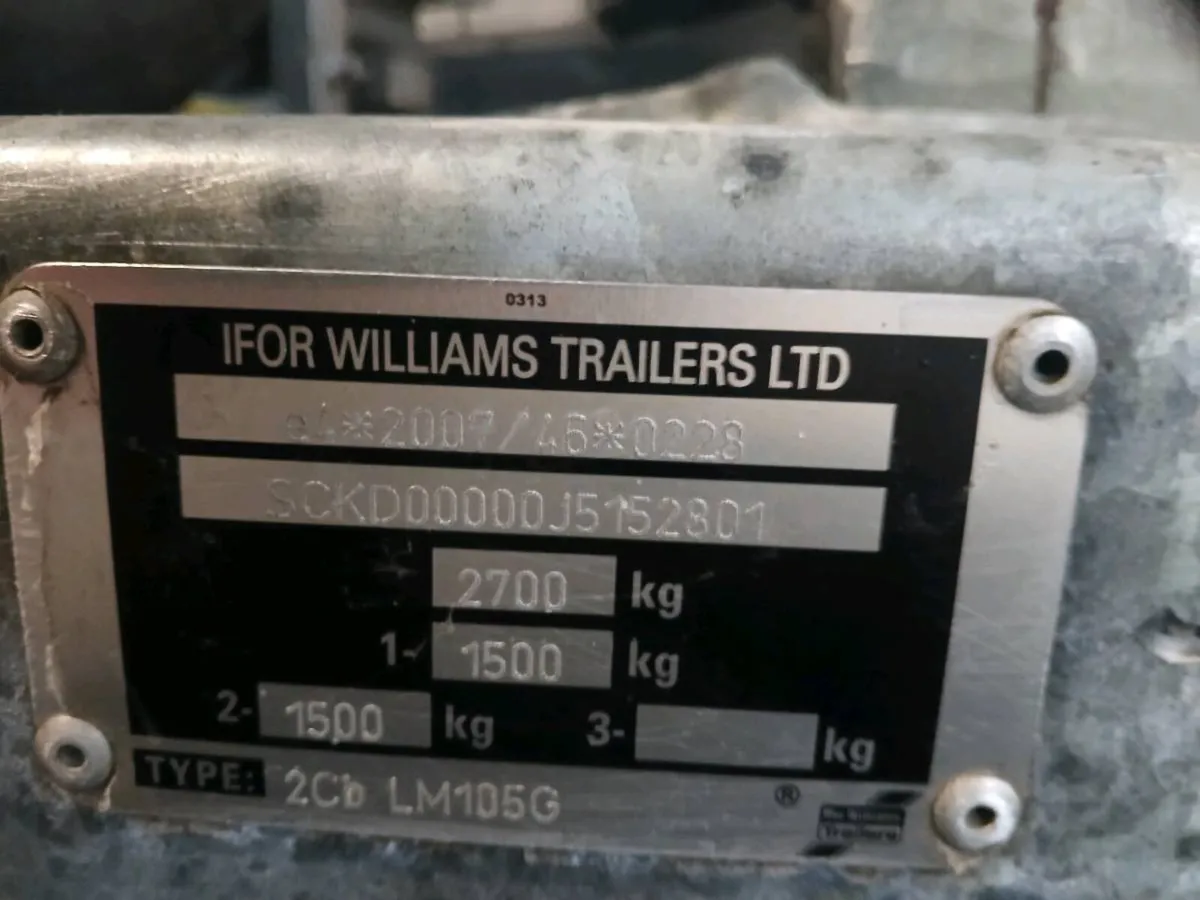 0313
IFOR WILLIAMS TRAILERS LTD
e4*2007/46*0228
SCKD00000J5152801
2700 kg
1- 1500 kg
2- 1500 kg 3- kg
TYPE: 2Cb LM105G ®
Trailers